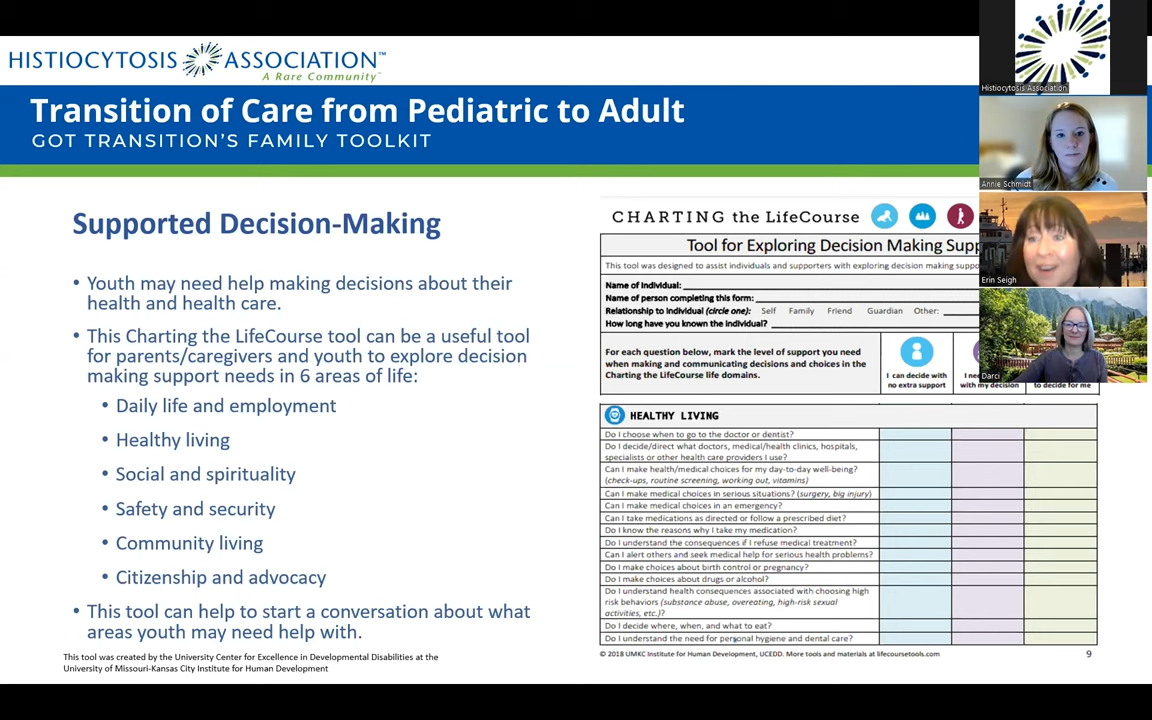 HISTIOCYTOSIS ASSOCIATION™
A Rare Community™
Transition of Care from Pediatric to Adult
GOT TRANSITION'S FAMILY TOOLKIT
Supported Decision-Making
• Youth may need help making decisions about their
health and health care.
• This Charting the LifeCourse tool can be a useful tool
for parents/caregivers and youth to explore decision
making support needs in 6 areas of life:
• Daily life and employment
• Healthy living
• Social and spirituality
• Safety and security
• Community living
• Citizenship and advocacy
• This tool can help to start a conversation about what
areas youth may need help with.
This tool was created by the University Center for Excellence in Developmental Disabilities at the
University of Missouri-Kansas City Institute for Human Development
CHARTING the LifeCourse
Tool for Exploring Decision Making Supp
This tool was designed to assist individuals and supporters with exploring decision making suppo
Name of Individual:
Name of person completing this form:
Relationship to individual (circle one): Self Family Friend Guardian Other:
How long have you known the individual?
For each question below, mark the level of support you need
when making and communicating decisions and choices in the
Charting the LifeCourse life domains.
I can decide with
no extra support
I nee
with my decision
to decide for me
HEALTHY LIVING
Do I choose when to go to the doctor or dentist?
Do I decide/direct what doctors, medical/health clinics, hospitals,
specialists or other health care providers I use?
Can I make health/medical choices for my day-to-day well-being?
(check-ups, routine screening, working out, vitamins)
Can I make medical choices in serious situations? (surgery, big injury)
Can I make medical choices in an emergency?
Can I take medications as directed or follow a prescribed diet?
Do I know the reasons why I take my medication?
Do I understand the consequences if I refuse medical treatment?
Can I alert others and seek medical help for serious health problems?
Do I make choices about birth control or pregnancy?
Do I make choices about drugs or alcohol?
Do I understand health consequences associated with choosing high
risk behaviors (substance abuse, overeating, high-risk sexual
activities, etc.)?
Do I decide where, when, and what to eat?
Do I understand the need for personal hygiene and dental care?
© 2018 UMKC Institute for Human Development, UCEDD. More tools and materials at lifecoursetools.com
9
Histiocytosis Association
Annie Schmidt
Erin Seigh
Darci